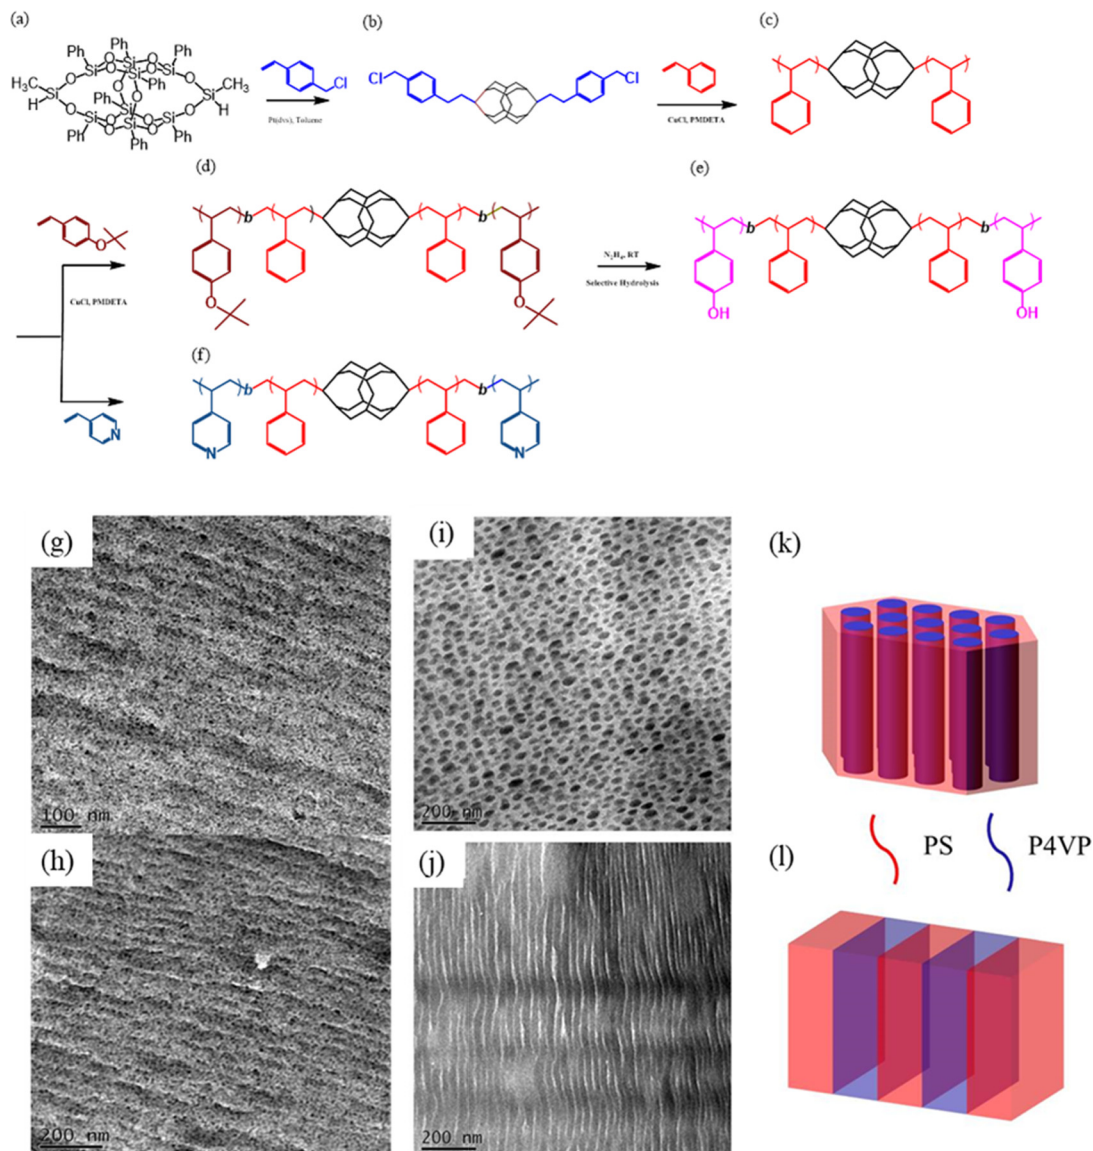 (a)
(b)
(c)
Ph
Ph
Ph
Ph
Ph
Ph
Ph
Ph
Si
Si
Si
Si
Si
Si
Si
Si
Si
Si
O
O
O
O
O
O
O
O
O
O
O
O
O
O
H3C
CH3
H
H
Cl
Pt(dvs), Toluene
Cl
Cl
CuCl, PMDETA
(d)
(e)
O
CuCl, PMDETA
b
b
O
O
N2H4, RT
Selective Hydrolysis
b
b
OH
OH
(f)
N
b
b
N
N
(g)
100 nm
(h)
200 nm
(i)
200 nm
(j)
200 nm
(k)
PS
P4VP
(l)